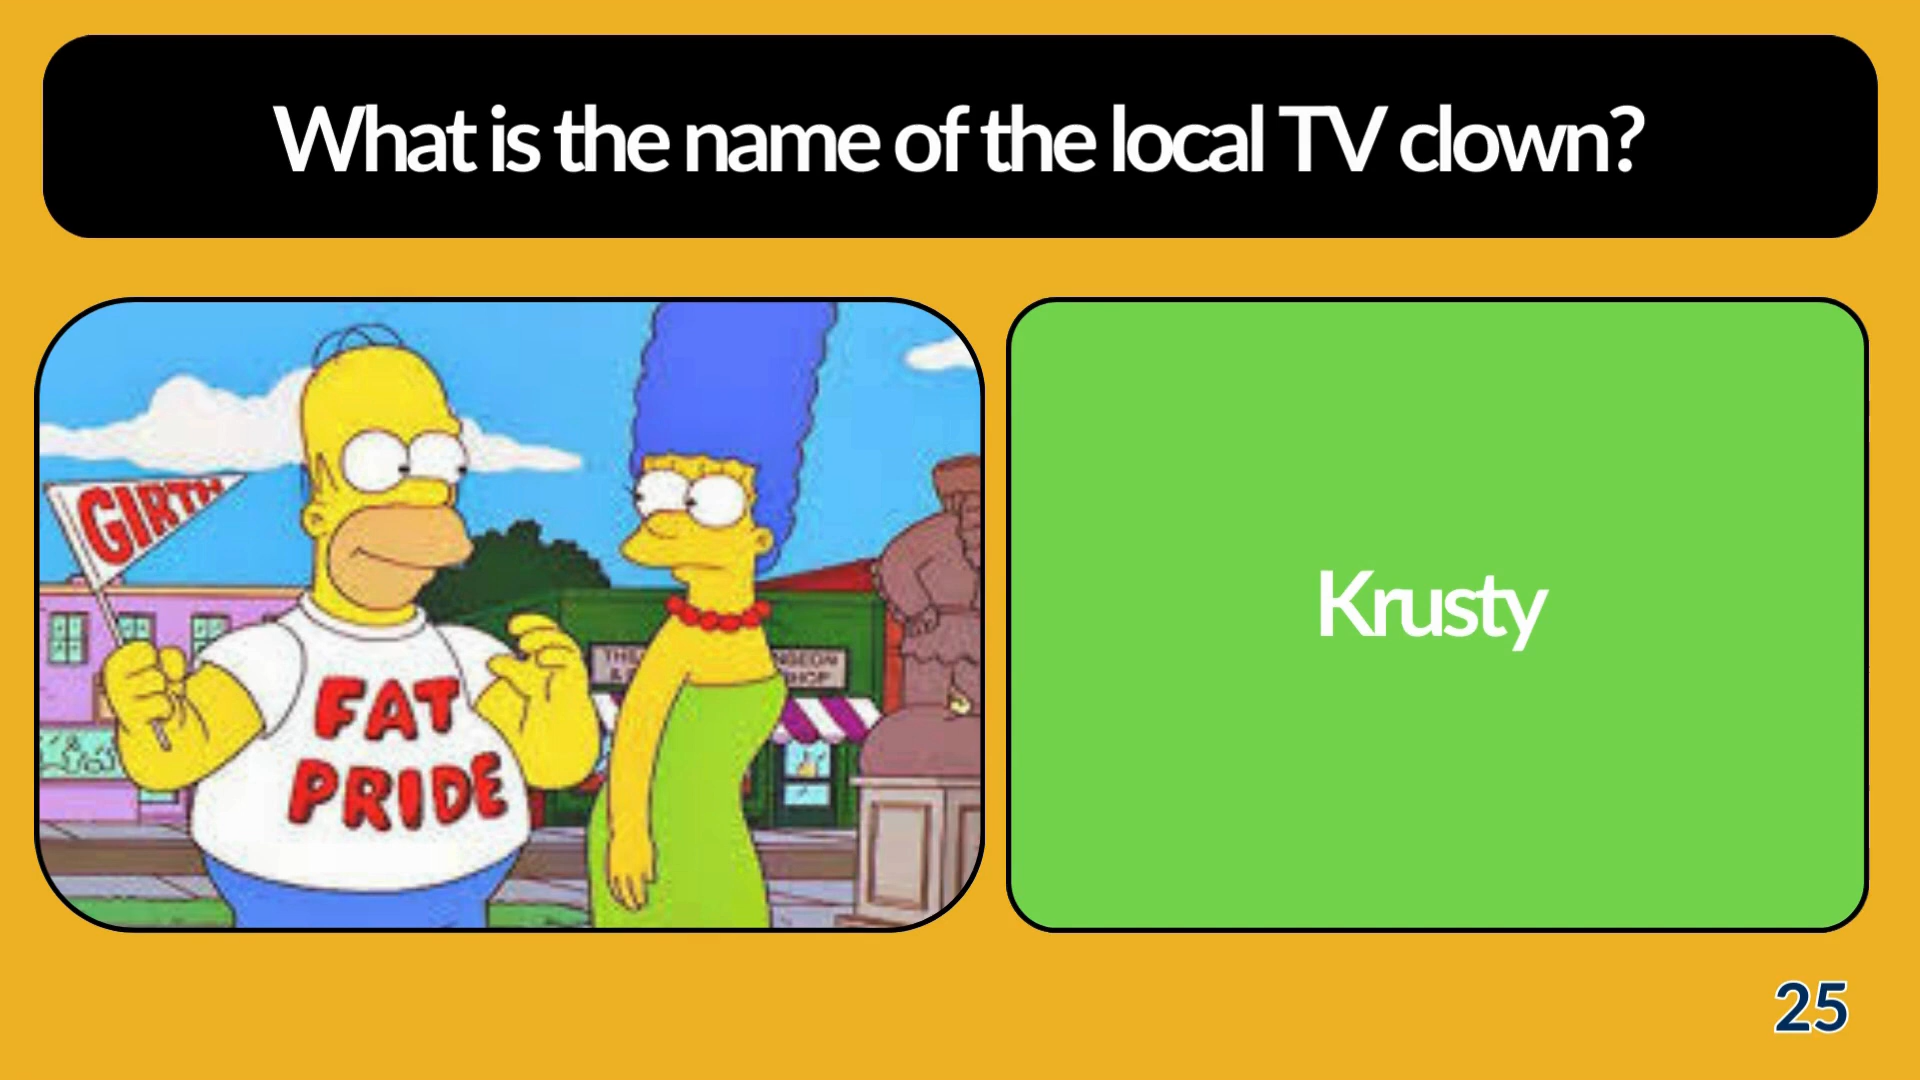 What is the name of the local TV clown?
GIRTH
FAT
PRIDE
Krusty
25